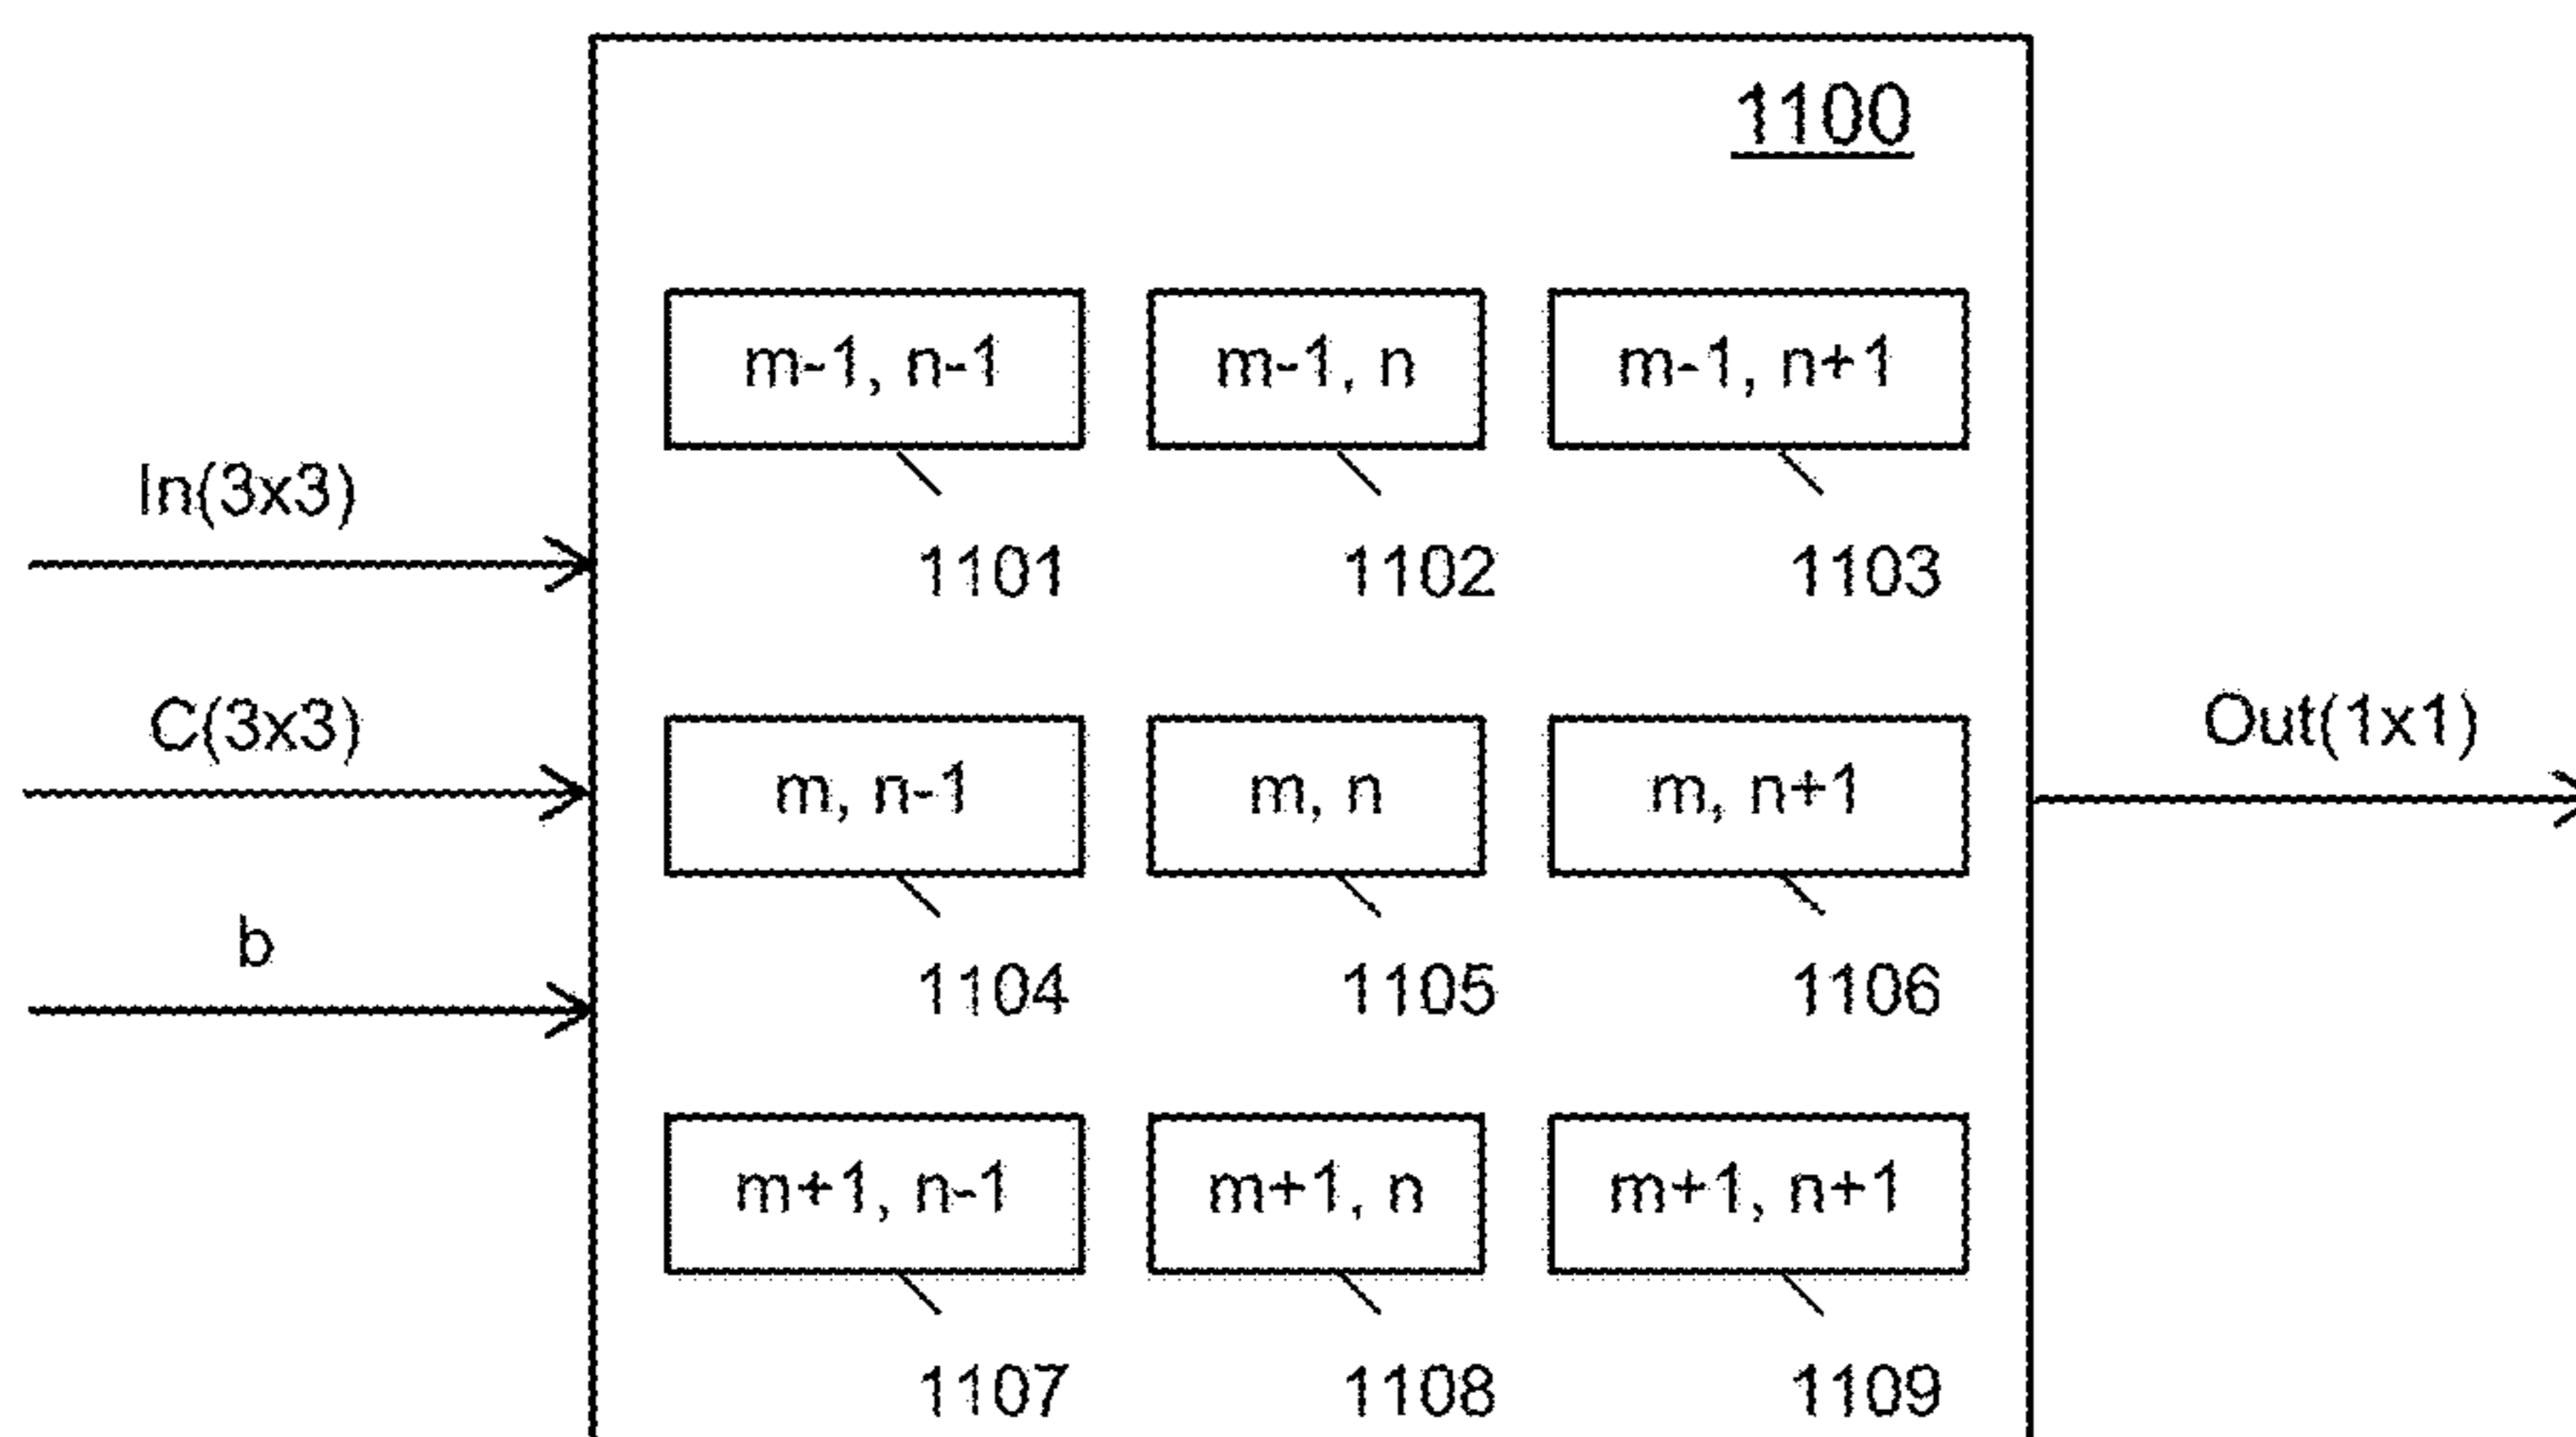 1100
m-1, n-1 m-1, n m-1, n+1
In(3x3)
1101 1102 1103
C(3x3)
Out(1x1)
m, n-1 m, n m, n+1
b
1104 1105 1106
m+1, n-1 m+1, n m+1, n+1
1107 1108 1109